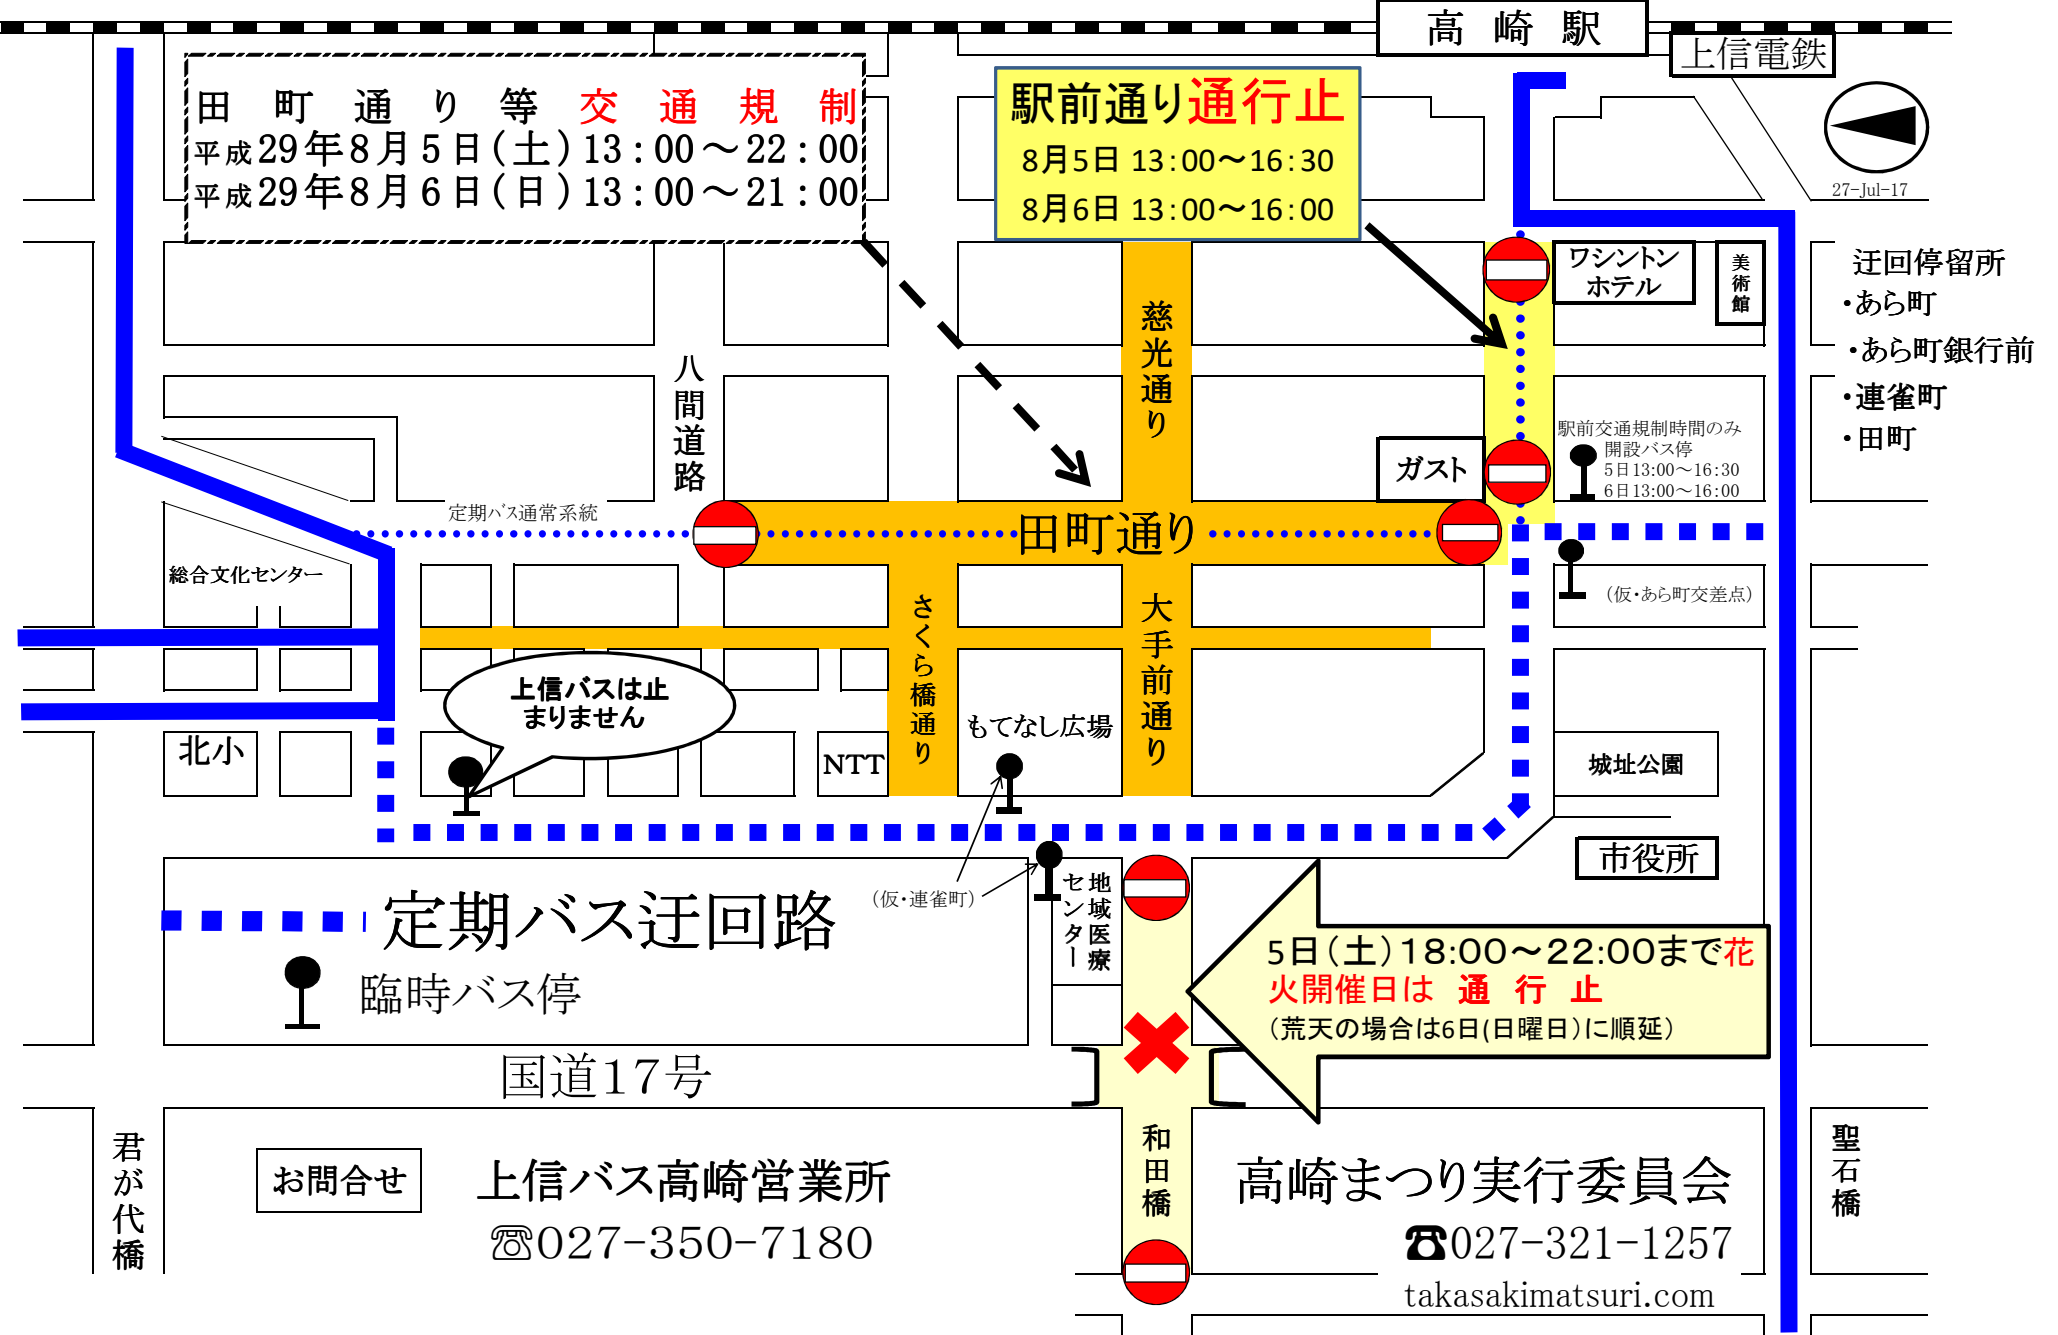 高崎駅
上信電鉄
田町通り等交通規制
平成29年8月5日(土)13:00～22:00
平成29年8月6日(日)13:00～21:00
駅前通り通行止
8月5日 13:00～16:30
8月6日 13:00～16:00
27-Jul-17
ワシントン
ホテル
美術館
迂回停留所
・あら町
・あら町銀行前
・連雀町
・田町
慈光通り
八間道路
駅前交通規制時間のみ
開設バス停
5日13:00～16:30
6日13:00～16:00
ガスト
定期バス通常系統
田町通り
総合文化センター
(仮・あら町交差点)
さくら橋通り
大手前通り
上信バスは止
まりません
もてなし広場
北小
NTT
城址公園
市役所
(仮・連雀町)
地域医療
センター
定期バス迂回路
臨時バス停
5日(土)18:00～22:00まで花
火開催日は 通 行 止
(荒天の場合は6日(日曜日)に順延)
国道17号
君が代橋
和田橋
聖石橋
お問合せ
上信バス高崎営業所
☏027-350-7180
高崎まつり実行委員会
☎027-321-1257
takasakimatsuri.com